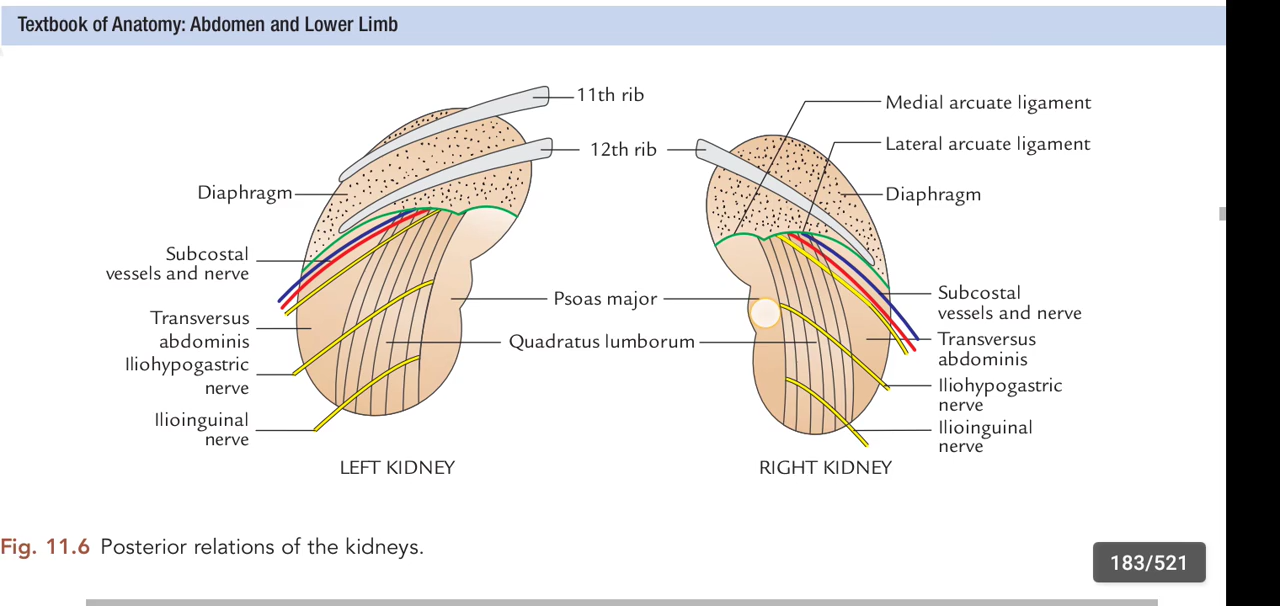 Textbook of Anatomy: Abdomen and Lower Limb
11th rib
12th rib
Diaphragm
Subcostal
vessels and nerve
Transversus
abdominis
Iliohypogastric
nerve
Ilioinguinal
nerve
Psoas major
Quadratus lumborum
Medial arcuate ligament
Lateral arcuate ligament
Diaphragm
Subcostal
vessels and nerve
Transversus
abdominis
Iliohypogastric
nerve
Ilioinguinal
nerve
LEFT KIDNEY
RIGHT KIDNEY
Fig. 11.6 Posterior relations of the kidneys.
183/521